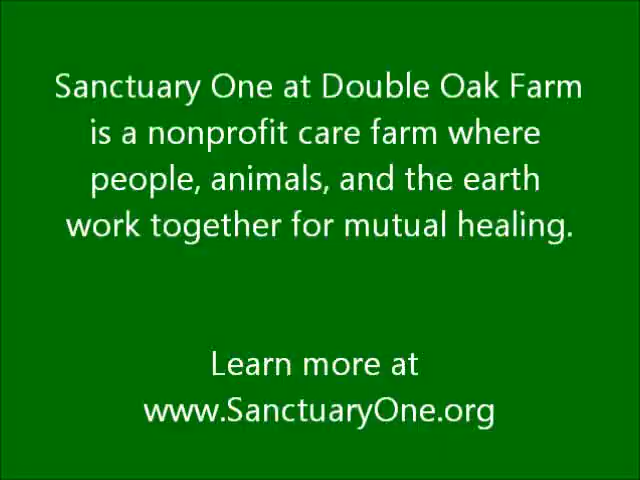 Sanctuary One at Double Oak Farm
is a nonprofit care farm where
people, animals, and the earth
work together for mutual healing.
Learn more at
www.SanctuaryOne.org